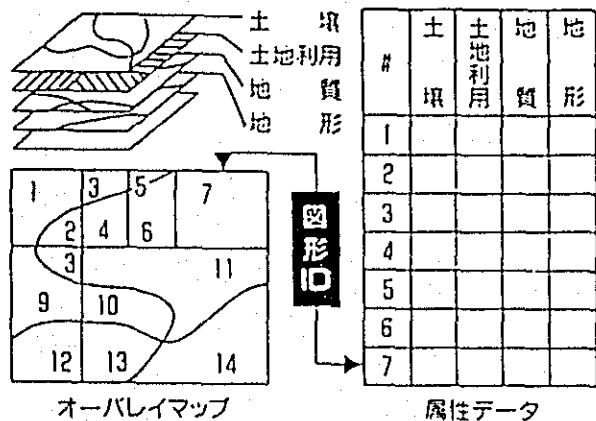 土壌
土地利用
地質
地形
# 土壌 土地利用 地質 地形
1
2
3
4
5
6
7
1 3 5 7
2 4 6
3 11
9 10
12 13 14
図形ID
オーバレイマップ
属性データ